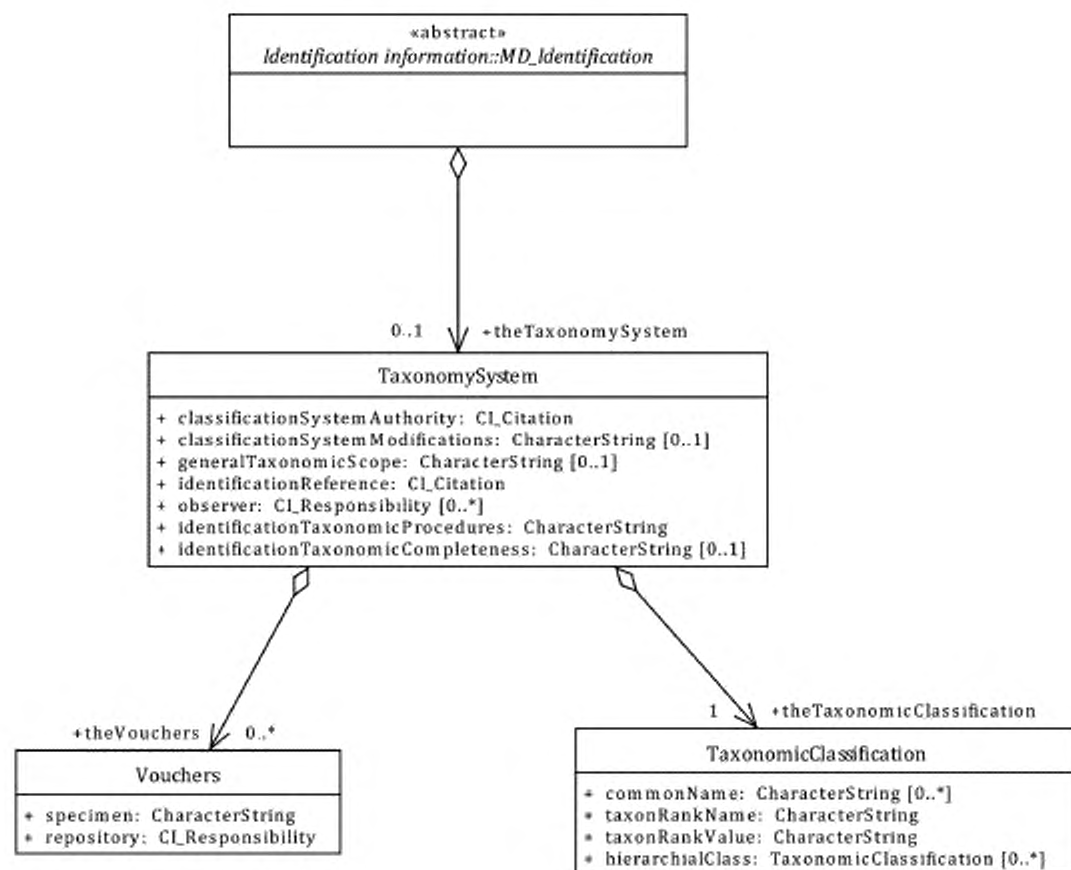 «abstract»
Identification information::MD_Identification
0..1 +theTaxonomySystem
TaxonomySystem
+ classificationSystemAuthority: CI_Citation
+ classificationSystemModifications: CharacterString [0..1]
+ generalTaxonomicScope: CharacterString [0..1]
+ identificationReference: CI_Citation
+ observer: CI_Responsibility [0..*]
+ identificationTaxonomicProcedures: CharacterString
+ identificationTaxonomicCompleteness: CharacterString [0..1]
+theVouchers 0..*
Vouchers
+ specimen: CharacterString
+ repository: CI_Responsibility
1 +theTaxonomicClassification
TaxonomicClassification
+ commonName: CharacterString [0..*]
+ taxonRankName: CharacterString
+ taxonRankValue: CharacterString
+ hierarchialClass: TaxonomicClassification [0..*]